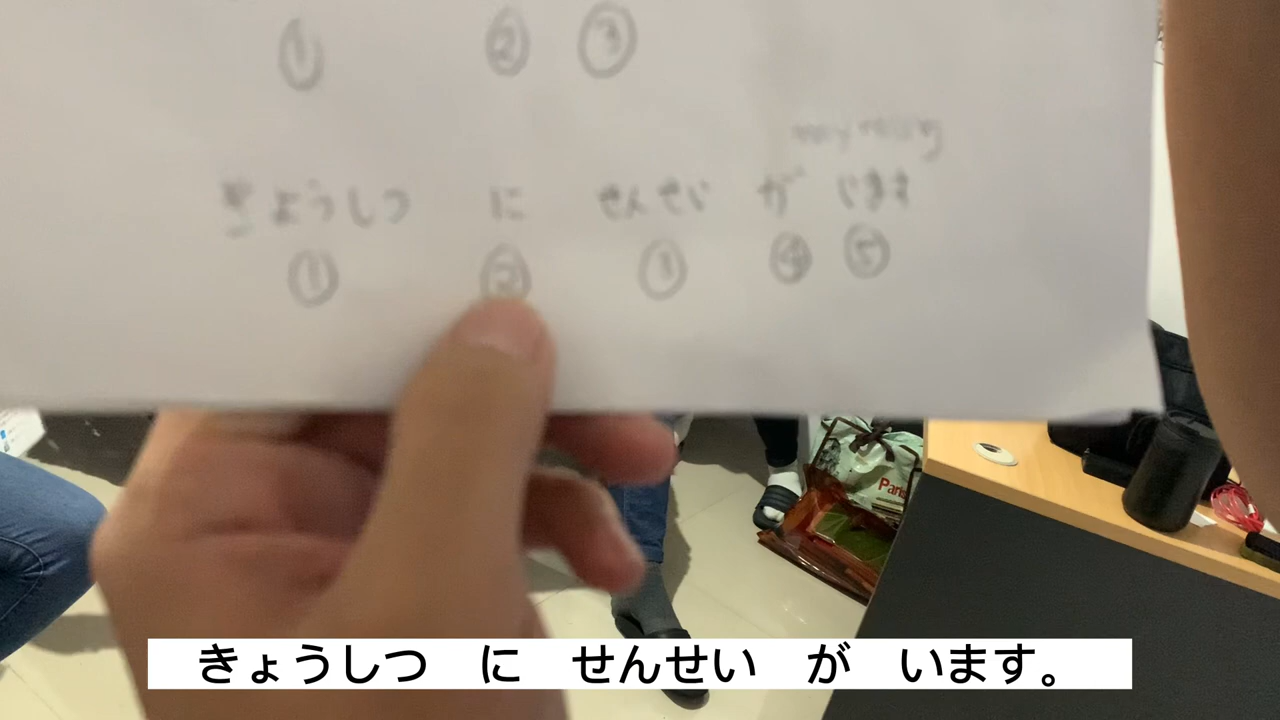 ① ② ③
きょうしつ に せんせい が います
① ② ③ ④ ⑤
Paris
きょうしつ に せんせい が います。